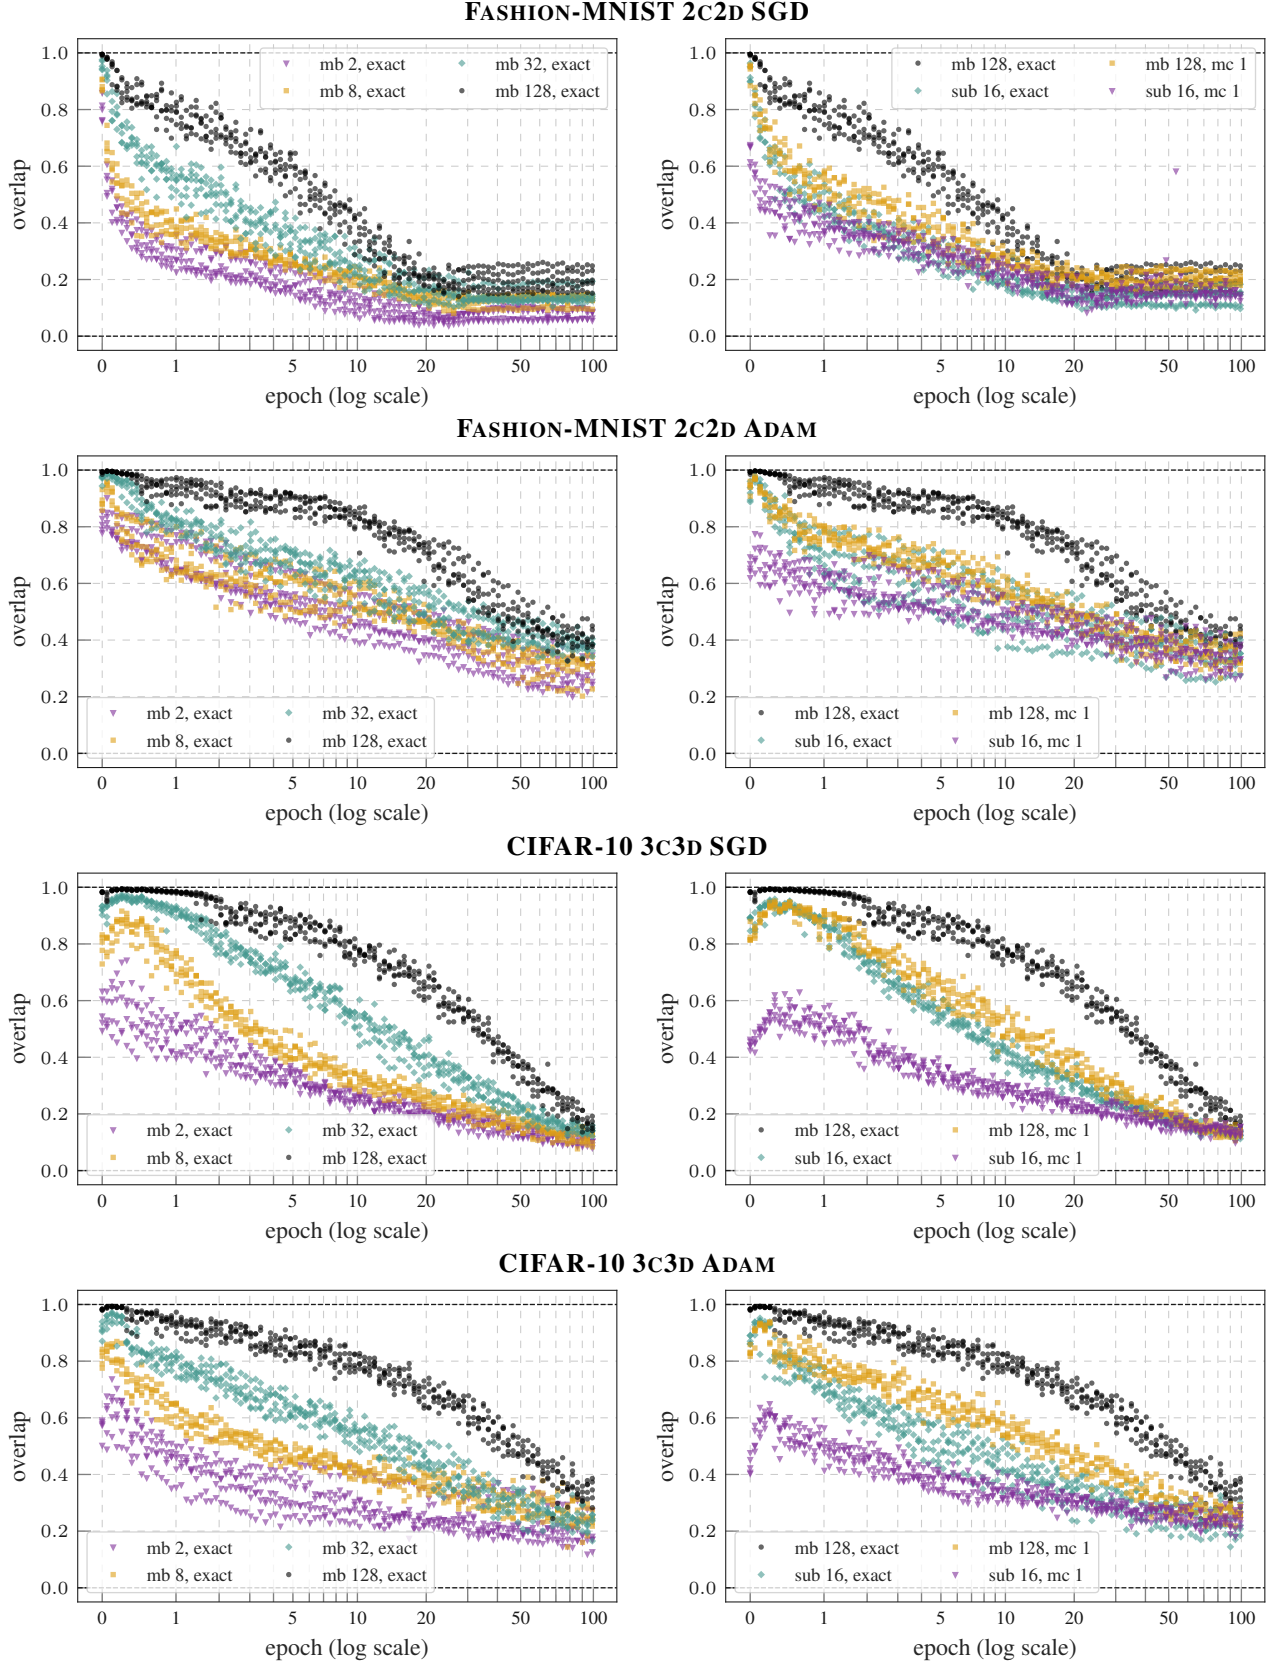 FASHION-MNIST 2C2D SGD
1.0
0.8
0.6
0.4
0.2
0.0
overlap
mb 2, exact
mb 8, exact
mb 32, exact
mb 128, exact
0 1 5 10 20 50 100
epoch (log scale)
1.0
0.8
0.6
0.4
0.2
0.0
overlap
mb 128, exact
sub 16, exact
mb 128, mc 1
sub 16, mc 1
0 1 5 10 20 50 100
epoch (log scale)
FASHION-MNIST 2C2D ADAM
1.0
0.8
0.6
0.4
0.2
0.0
overlap
mb 2, exact
mb 8, exact
mb 32, exact
mb 128, exact
0 1 5 10 20 50 100
epoch (log scale)
1.0
0.8
0.6
0.4
0.2
0.0
overlap
mb 128, exact
sub 16, exact
mb 128, mc 1
sub 16, mc 1
0 1 5 10 20 50 100
epoch (log scale)
CIFAR-10 3C3D SGD
1.0
0.8
0.6
0.4
0.2
0.0
overlap
mb 2, exact
mb 8, exact
mb 32, exact
mb 128, exact
0 1 5 10 20 50 100
epoch (log scale)
1.0
0.8
0.6
0.4
0.2
0.0
overlap
mb 128, exact
sub 16, exact
mb 128, mc 1
sub 16, mc 1
0 1 5 10 20 50 100
epoch (log scale)
CIFAR-10 3C3D ADAM
1.0
0.8
0.6
0.4
0.2
0.0
overlap
mb 2, exact
mb 8, exact
mb 32, exact
mb 128, exact
0 1 5 10 20 50 100
epoch (log scale)
1.0
0.8
0.6
0.4
0.2
0.0
overlap
mb 128, exact
sub 16, exact
mb 128, mc 1
sub 16, mc 1
0 1 5 10 20 50 100
epoch (log scale)